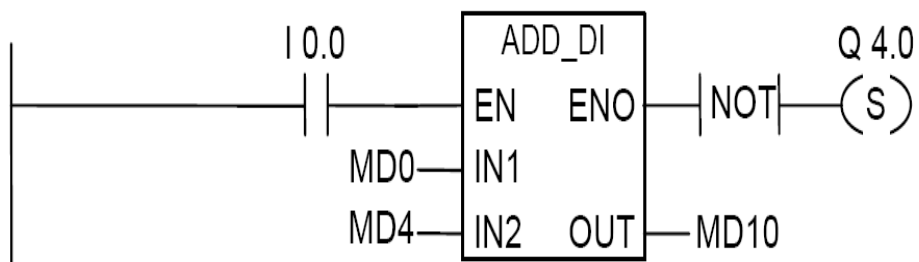 I 0.0
ADD_DI
Q 4.0
EN
ENO
NOT
S
MD0
IN1
MD4
IN2
OUT
MD10